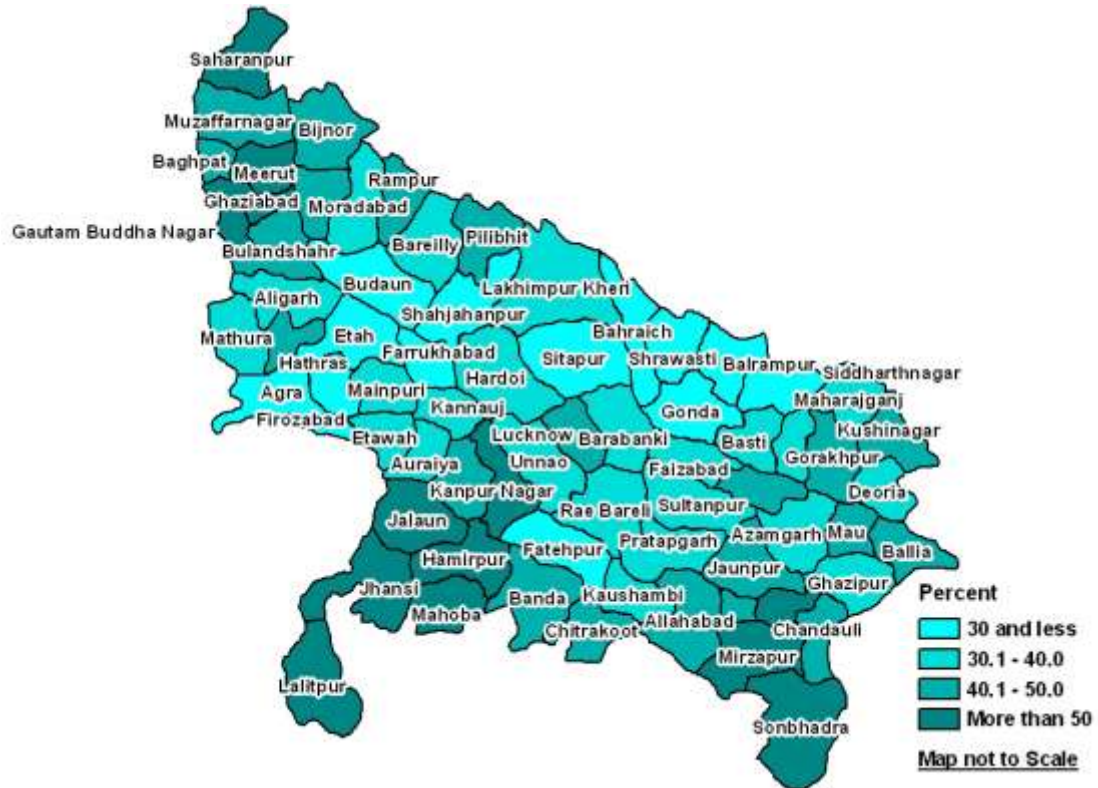 Saharanpur
Muzaffarnagar
Bijnor
Baghpat
Meerut
Rampur
Ghaziabad
Moradabad
Gautam Buddha Nagar
Bulandshahr
Bareilly
Pilibhit
Budaun
Lakhimpur Kheri
Aligarh
Shahjahanpur
Mathura
Etah
Bahraich
Hathras
Farrukhabad
Sitapur
Shrawasti
Balrampur
Siddharthnagar
Agra
Mainpuri
Hardoi
Maharajganj
Firozabad
Kannauj
Gonda
Kushinagar
Etawah
Lucknow
Barabanki
Basti
Gorakhpur
Auraiya
Unnao
Faizabad
Deoria
Kanpur Nagar
Rae Bareli
Sultanpur
Jalaun
Azamgarh
Mau
Pratapgarh
Ballia
Hamirpur
Fatehpur
Jaunpur
Ghazipur
Jhansi
Banda
Kaushambi
Mahoba
Allahabad
Chandauli
Chitrakoot
Mirzapur
Lalitpur
Sonbhadra
Percent
30 and less
30.1 - 40.0
40.1 - 50.0
More than 50
Map not to Scale